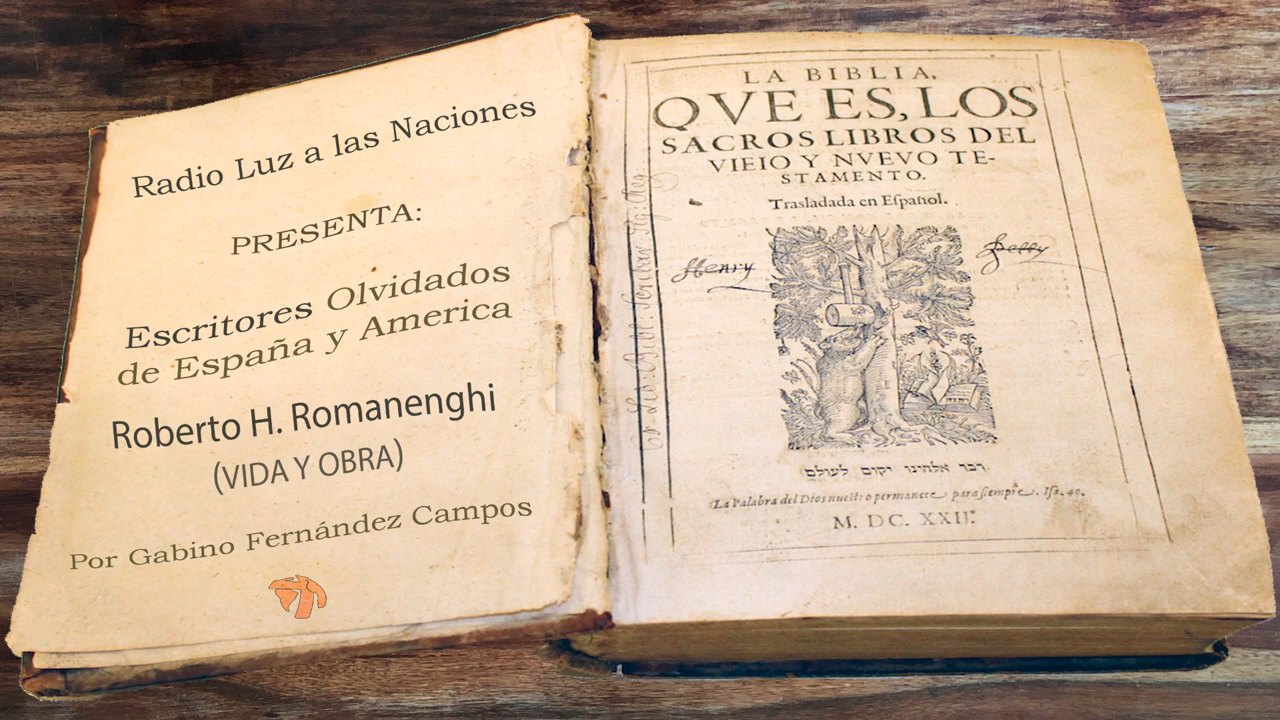 Radio Luz a las Naciones
PRESENTA:
Escritores Olvidados
de España y America
Roberto H. Romanenghi
(VIDA Y OBRA)
Por Gabino Fernández Campos
LA BIBLIA,
QVE ES, LOS
SACROS LIBROS DEL
VIEIO Y NVEVO TE-
STAMENTO.
Trasladada en Español.
Henry
דבר אלהינו יקום לעולם
La Palabra del Dios nuestro permanece para siempre. Isa. 40.
M. DC. XXII.